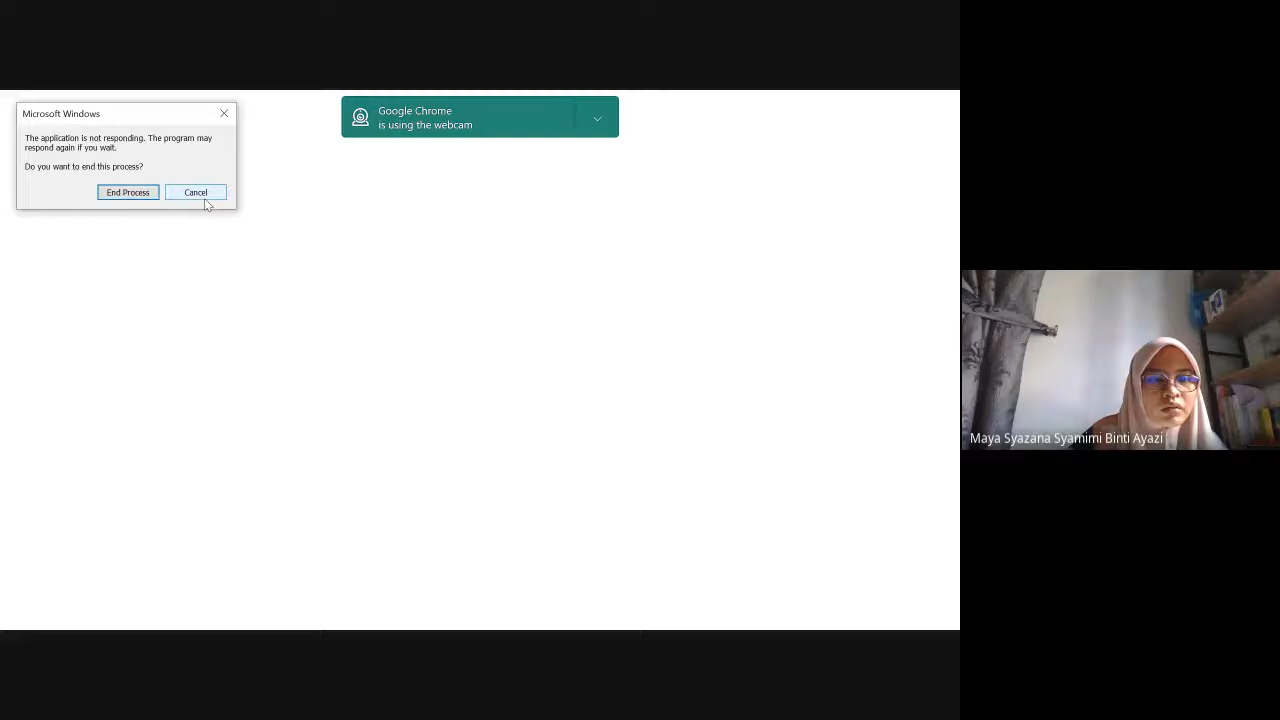 Microsoft Windows
The application is not responding. The program may
respond again if you wait.
Do you want to end this process?
End Process
Cancel
Google Chrome
is using the webcam
Maya Syazana Syamimi Binti Ayazi